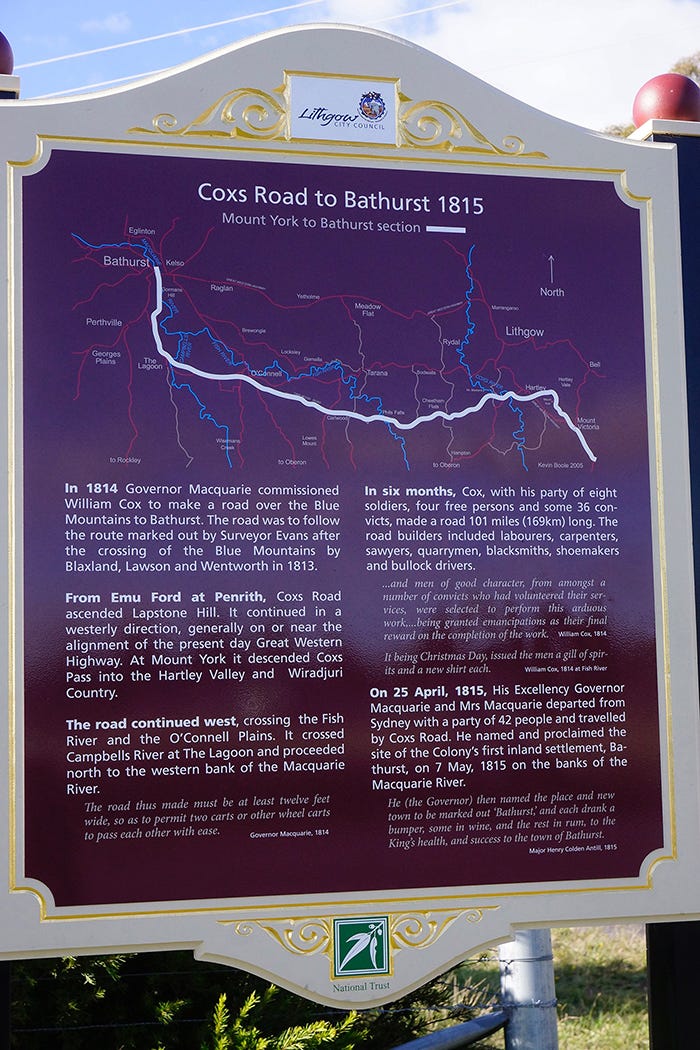 Lithgow
CITY COUNCIL
Coxs Road to Bathurst 1815
Mount York to Bathurst section
Eglinton
Bathurst
Kelso
North
Raglan
Yetholme
Meadow
Flat
Marrangaroo
Perthville
Brewongle
Rydal
Lithgow
Georges
Plains
The
Lagoon
Locksley
Gemalla
O'Connell
Tarana
Sodwalls
Bell
Hartley
Hartley
Vale
Cheetham
Flats
Phils Falls
Mount
Victoria
Wisemans
Creek
Lowes
Mount
Hampton
to Rockley
to Oberon
to Oberon
Kevin Boole 2005
In 1814 Governor Macquarie commissioned
William Cox to make a road over the Blue
Mountains to Bathurst. The road was to follow
the route marked out by Surveyor Evans after
the crossing of the Blue Mountains by
Blaxland, Lawson and Wentworth in 1813.
From Emu Ford at Penrith, Coxs Road
ascended Lapstone Hill. It continued in a
westerly direction, generally on or near the
alignment of the present day Great Western
Highway. At Mount York it descended Coxs
Pass into the Hartley Valley and Wiradjuri
Country.
The road continued west, crossing the Fish
River and the O'Connell Plains. It crossed
Campbells River at The Lagoon and proceeded
north to the western bank of the Macquarie
River.
The road thus made must be at least twelve feet
wide, so as to permit two carts or other wheel carts
to pass each other with ease. Governor Macquarie, 1814
In six months, Cox, with his party of eight
soldiers, four free persons and some 36 con-
victs, made a road 101 miles (169km) long. The
road builders included labourers, carpenters,
sawyers, quarrymen, blacksmiths, shoemakers
and bullock drivers.
...and men of good character, from amongst a
number of convicts who had volunteered their ser-
vices, were selected to perform this arduous
work....being granted emancipations as their final
reward on the completion of the work. William Cox, 1814
It being Christmas Day, issued the men a gill of spir-
its and a new shirt each. William Cox, 1814 at Fish River
On 25 April, 1815, His Excellency Governor
Macquarie and Mrs Macquarie departed from
Sydney with a party of 42 people and travelled
by Coxs Road. He named and proclaimed the
site of the Colony's first inland settlement, Ba-
thurst, on 7 May, 1815 on the banks of the
Macquarie River.
He (the Governor) then named the place and new
town to be marked out 'Bathurst,' and each drank a
bumper, some in wine, and the rest in rum, to the
King's health, and success to the town of Bathurst.
Major Henry Colden Antill, 1815
National Trust